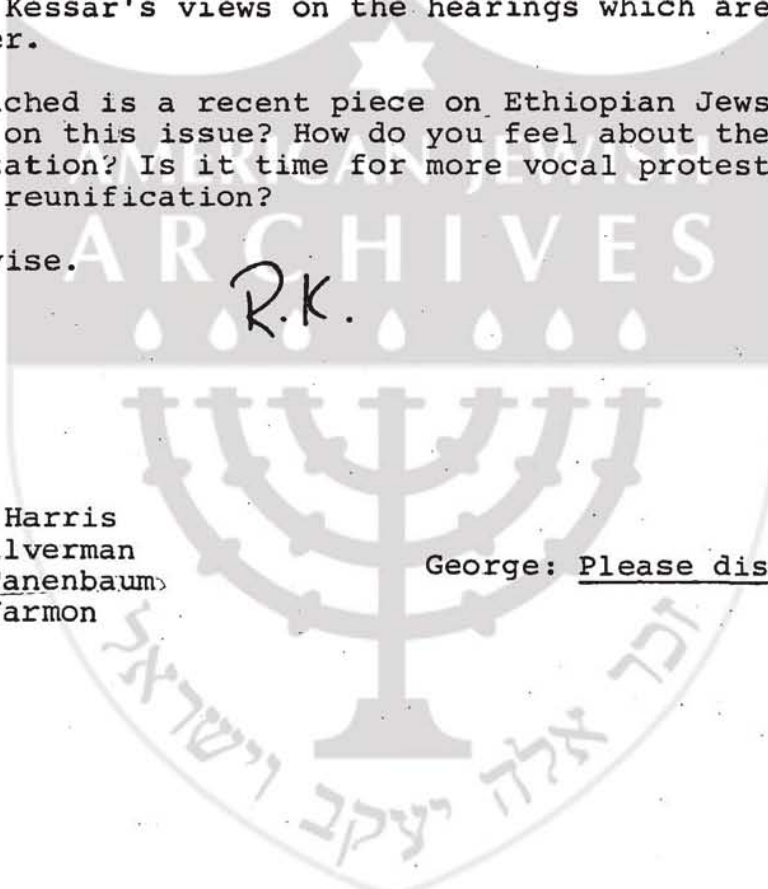 Kessar's views on the hearings which are
er.
ched is a recent piece on Ethiopian Jews
on this issue? How do you feel about the
ation? Is it time for more vocal protest
reunification?
ise.
R.K.
AMERICAN JEWISH
ARCHIVES
Harris
lverman
anenbaum
armon
George: Please dis
זכר אלה יעקב וישראל